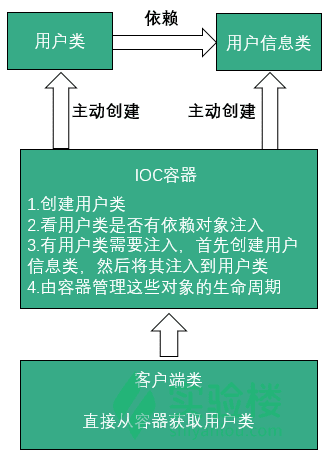 用户类
依赖
用户信息类
主动创建
主动创建
IOC容器
1.创建用户类
2.看用户类是否有依赖对象注入
3.有用户类需要注入，首先创建用户
信息类，然后将其注入到用户类
4.由容器管理这些对象的生命周期
客户端类
直接从容器获取用户类
实验楼